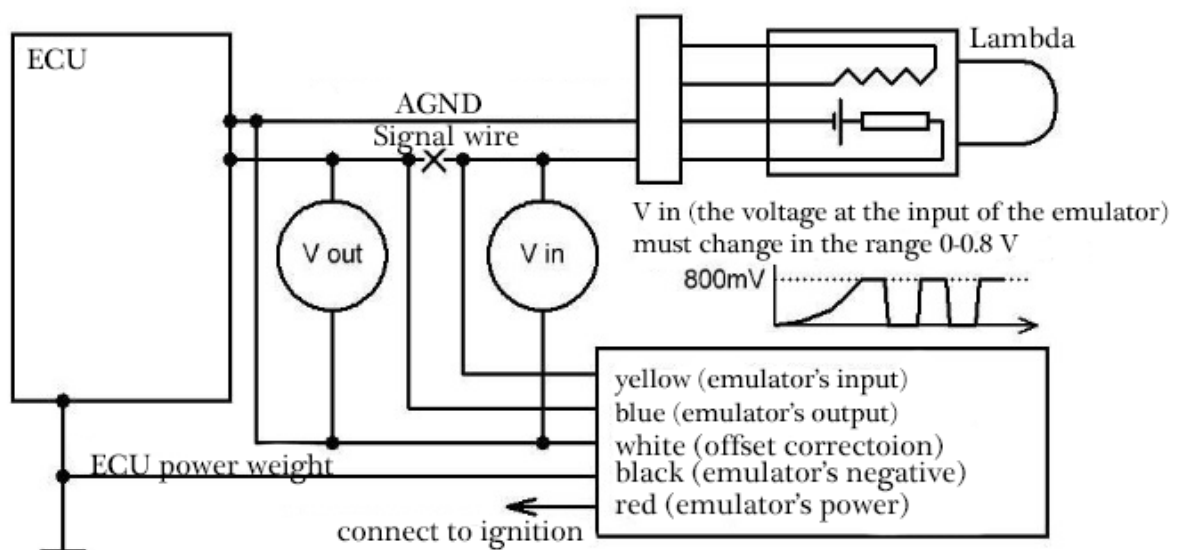 ECU
Lambda
AGND
Signal wire
V out
V in
V in (the voltage at the input of the emulator)
must change in the range 0-0.8 V
800mV
yellow (emulator's input)
blue (emulator's output)
white (offset correctoion)
ECU power weight
black (emulator's negative)
red (emulator's power)
connect to ignition